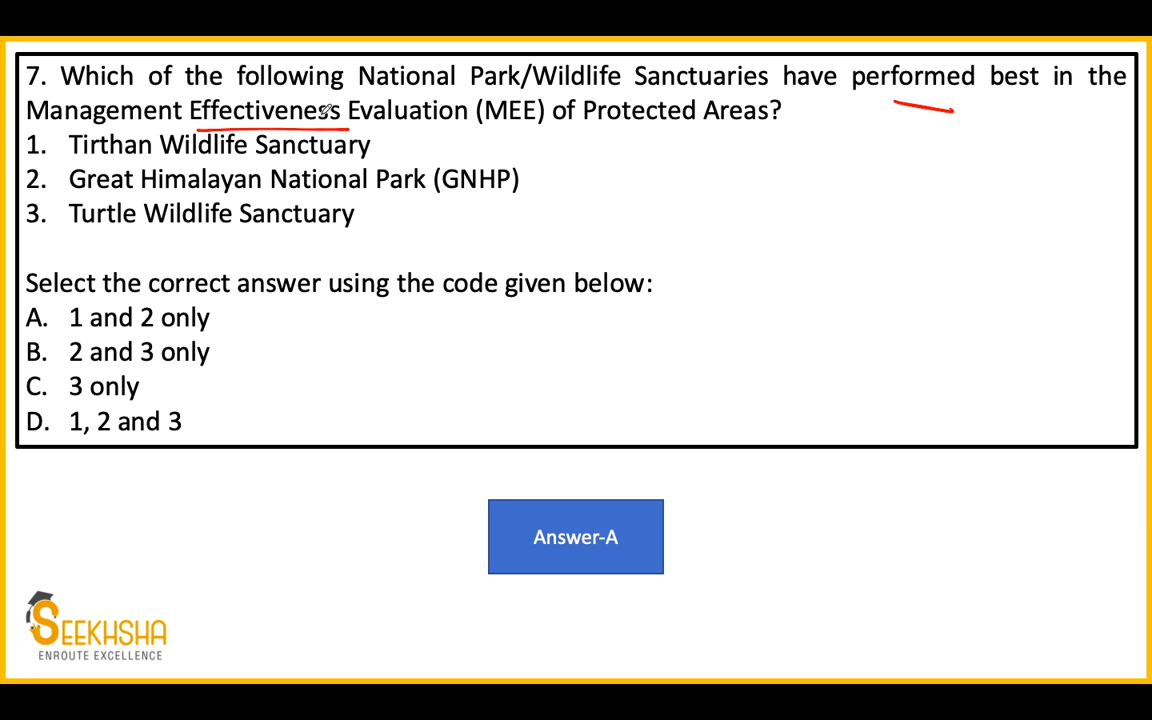 7. Which of the following National Park/Wildlife Sanctuaries have performed best in the
Management Effectiveness Evaluation (MEE) of Protected Areas?
1. Tirthan Wildlife Sanctuary
2. Great Himalayan National Park (GNHP)
3. Turtle Wildlife Sanctuary
Select the correct answer using the code given below:
A. 1 and 2 only
B. 2 and 3 only
C. 3 only
D. 1, 2 and 3
Answer-A
SEEKHSHA
ENROUTE EXCELLENCE